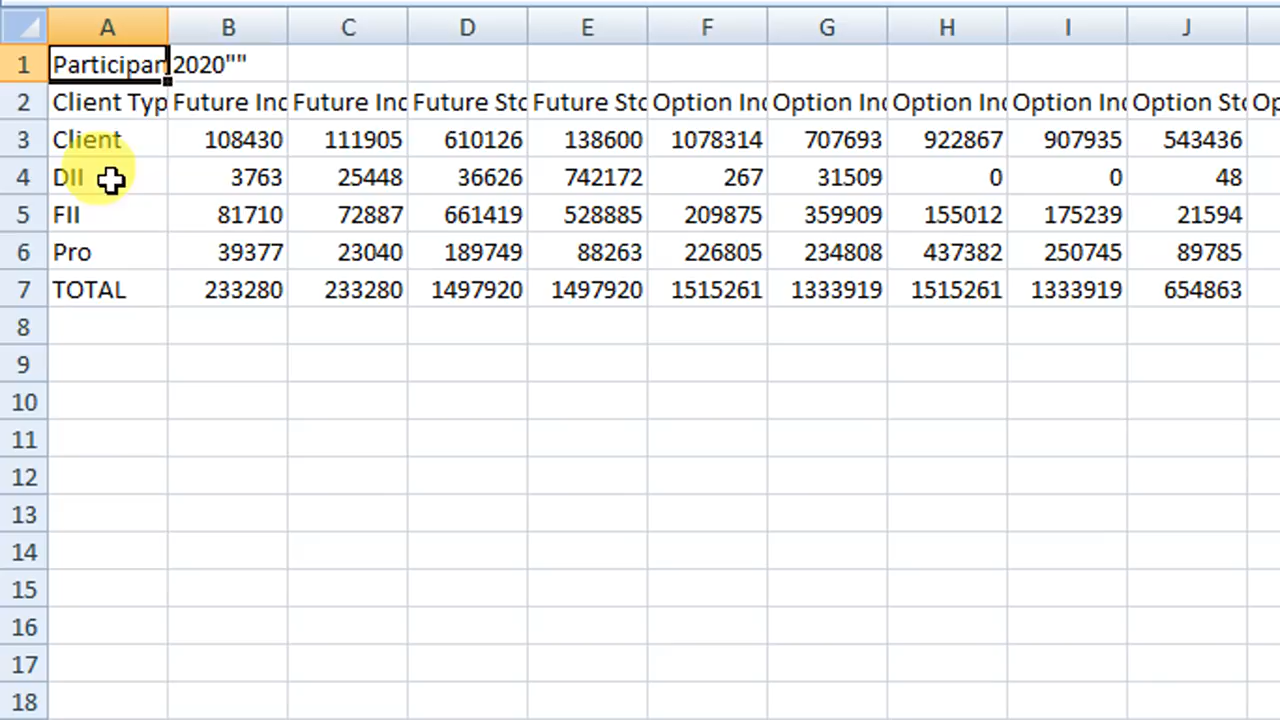 A B C D E F G H I J
1 Participan 2020""
2 Client Typ Future Inc Future Inc Future Sto Future Sto Option Inc Option Inc Option Inc Option Inc Option Sto Op
3 Client 108430 111905 610126 138600 1078314 707693 922867 907935 543436
4 DII 3763 25448 36626 742172 267 31509 0 0 48
5 FII 81710 72887 661419 528885 209875 359909 155012 175239 21594
6 Pro 39377 23040 189749 88263 226805 234808 437382 250745 89785
7 TOTAL 233280 233280 1497920 1497920 1515261 1333919 1515261 1333919 654863
8
9
10
11
12
13
14
15
16
17
18